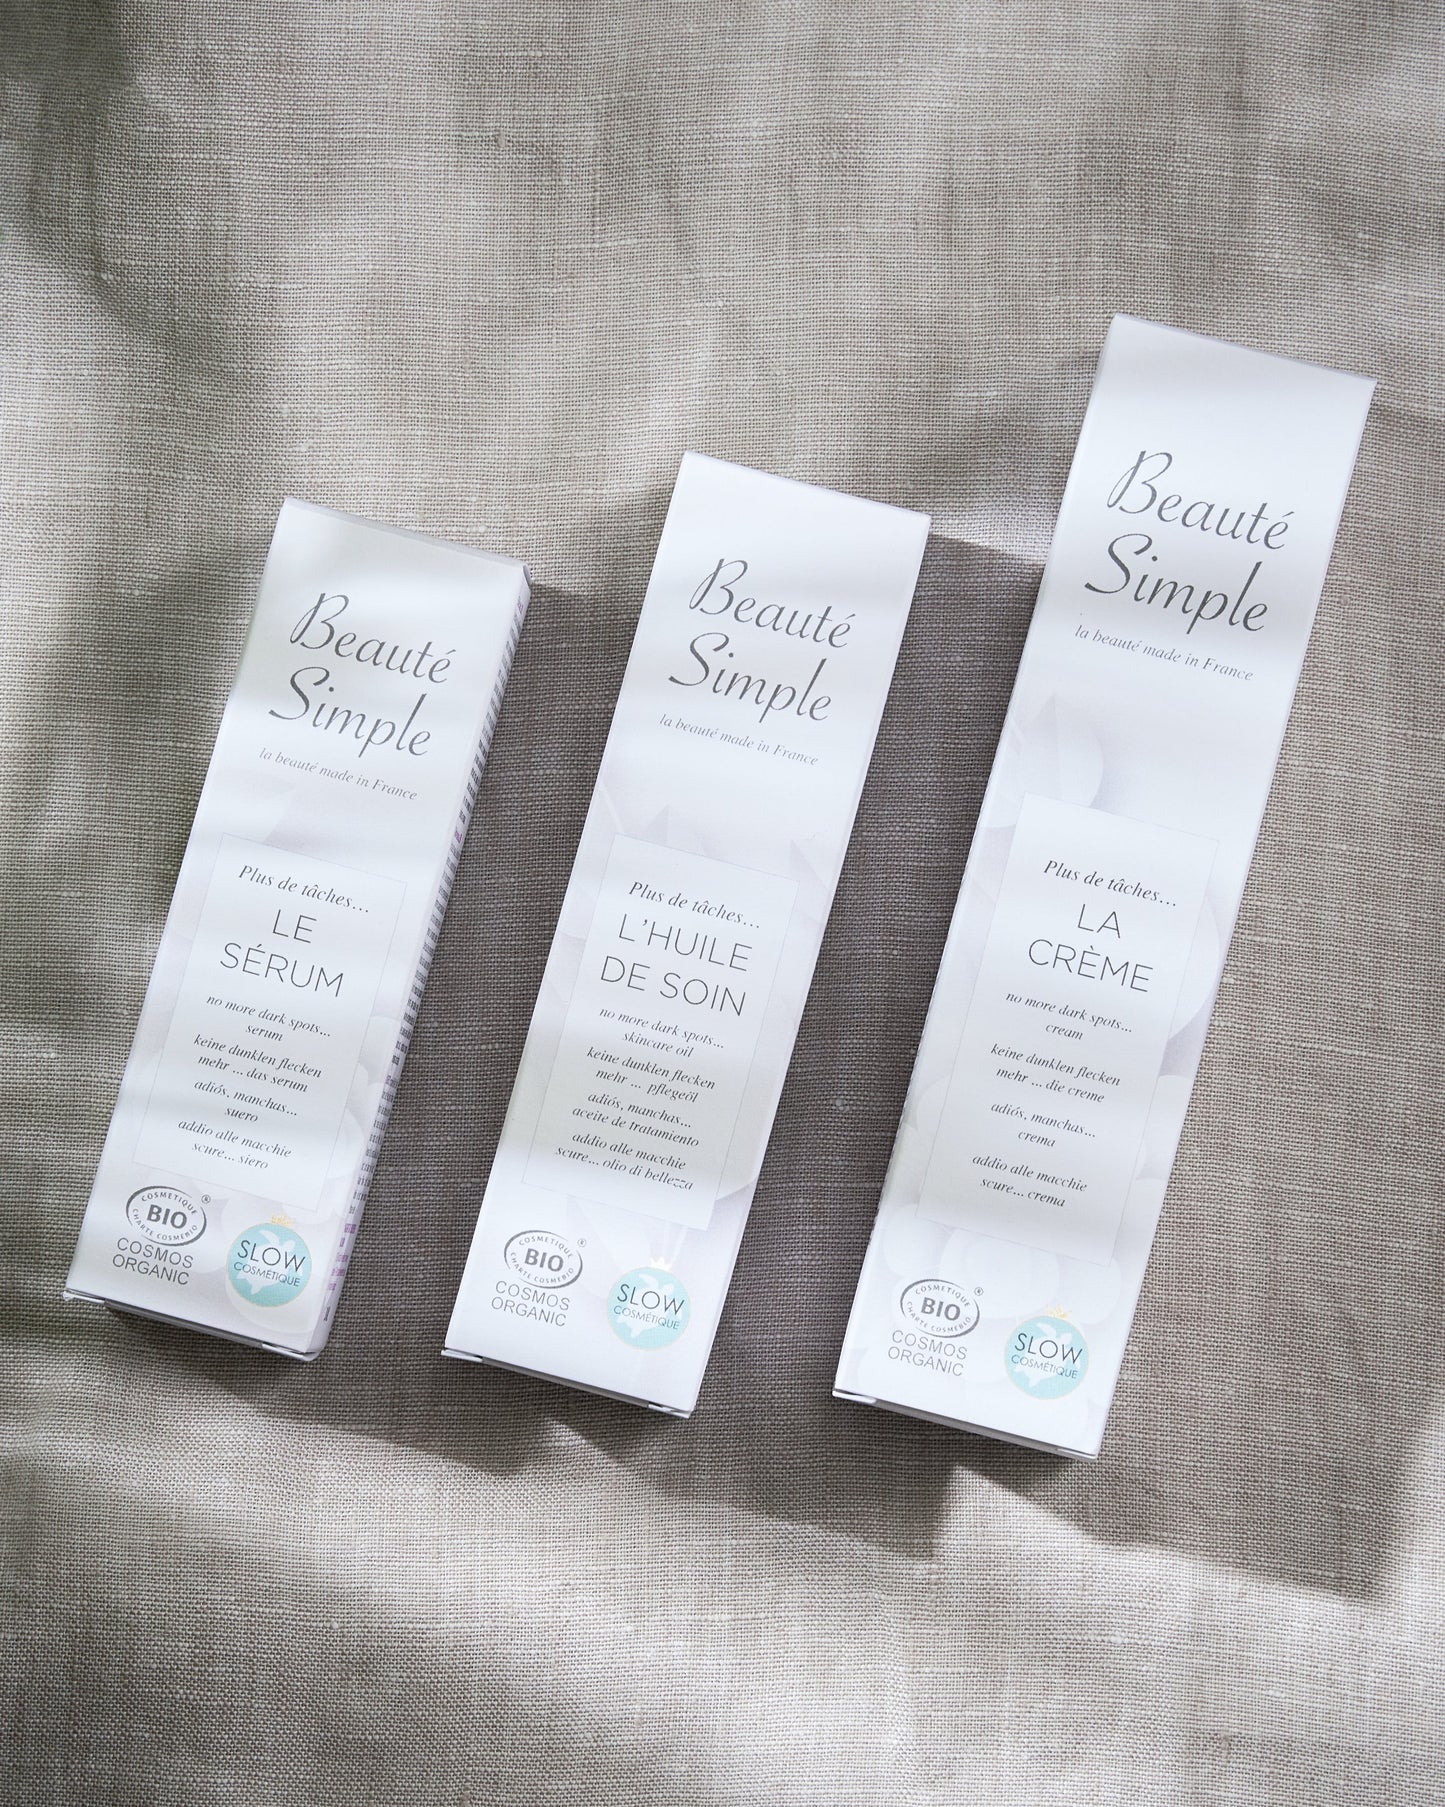 Beauté
Simple
la beauté made in France
Plus de tâches...
LE
SÉRUM
no more dark spots...
serum
keine dunklen flecken
mehr ... das serum
adiós, manchas...
suero
addio alle macchie
scure... siero
COSMETIQUE
BIO
CHARTE COSMÉBIO
®
COSMOS
ORGANIC
SLOW
COSMÉTIQUE
Beauté
Simple
la beauté made in France
Plus de tâches...
L'HUILE
DE SOIN
no more dark spots...
skincare oil
keine dunklen flecken
mehr ... pflegeöl
adiós, manchas...
aceite de tratamiento
addio alle macchie
scure... olio di bellezza
COSMETIQUE
BIO
CHARTE COSMÉBIO
®
COSMOS
ORGANIC
SLOW
COSMÉTIQUE
Beauté
Simple
la beauté made in France
Plus de tâches...
LA
CRÈME
no more dark spots...
cream
keine dunklen flecken
mehr ... die creme
adiós, manchas...
crema
addio alle macchie
scure... crema
COSMETIQUE
BIO
CHARTE COSMÉBIO
®
COSMOS
ORGANIC
SLOW
COSMÉTIQUE